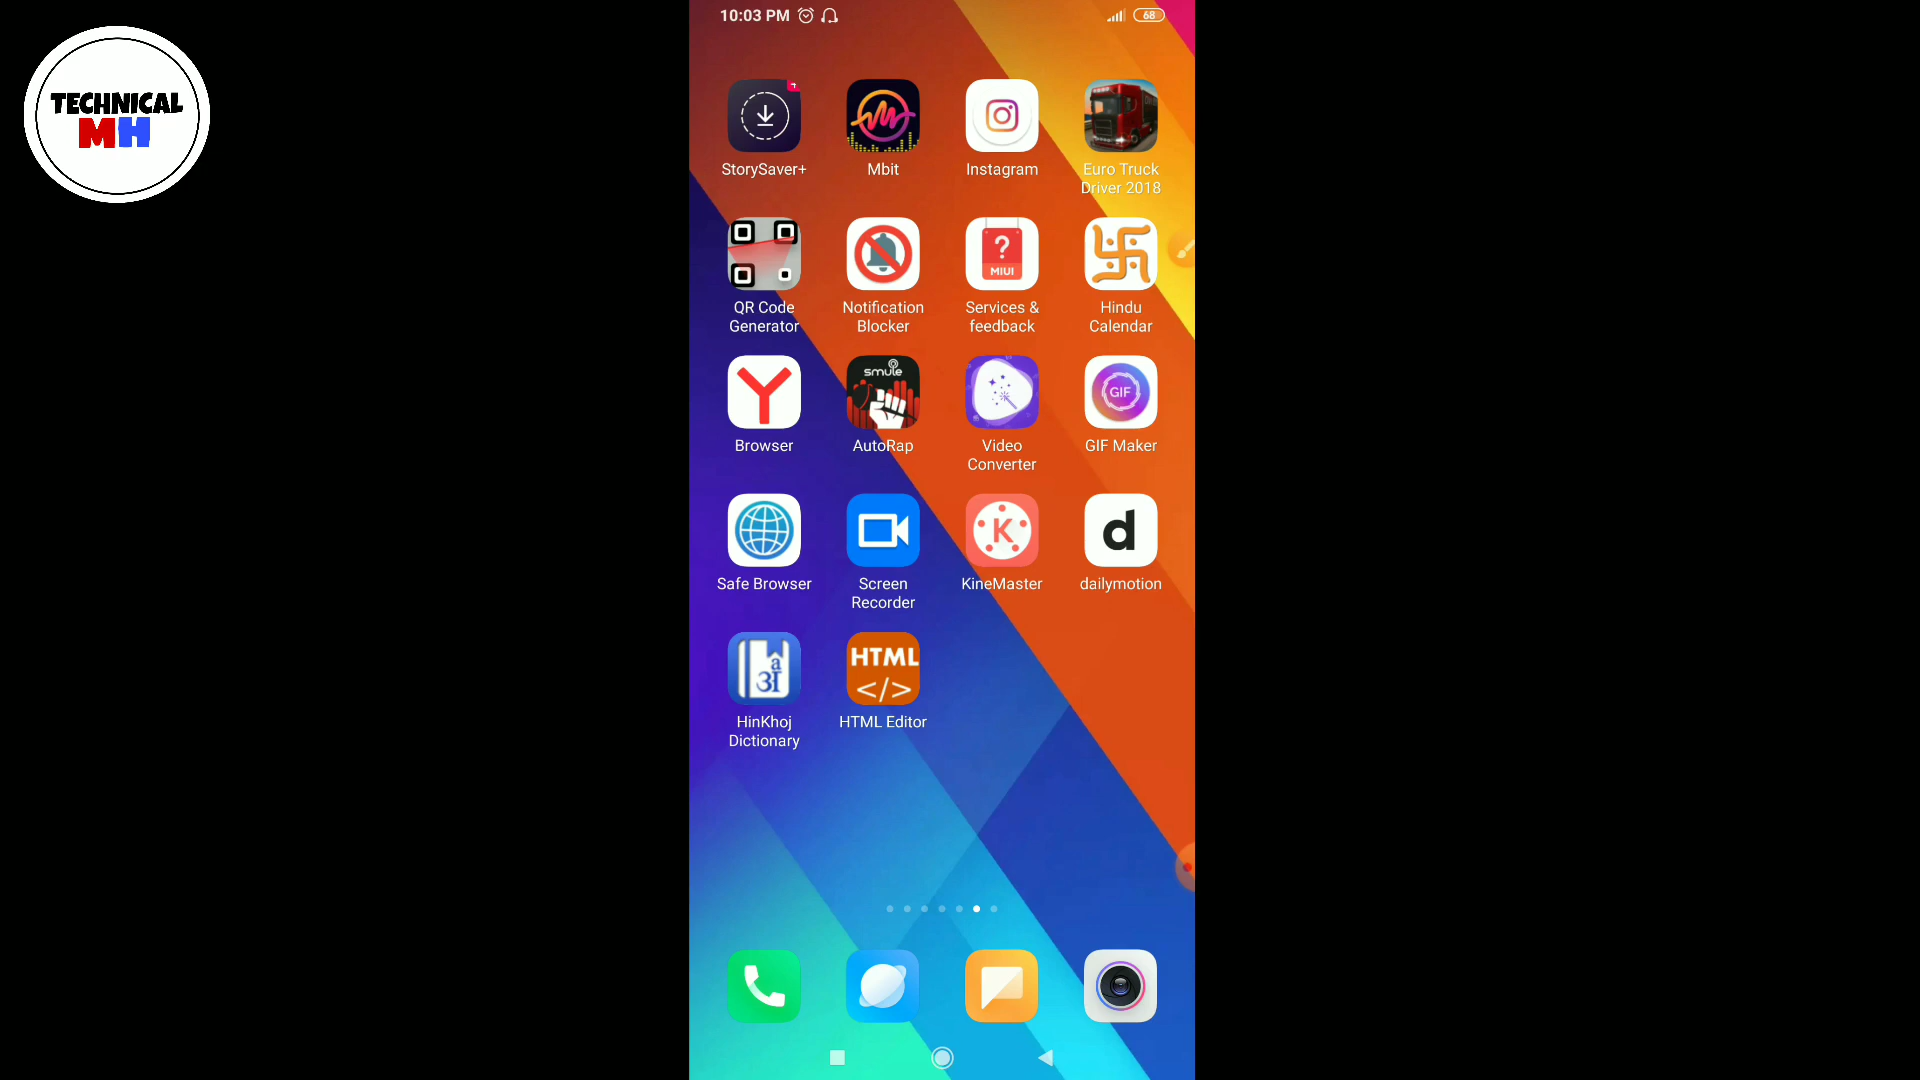 TECHNICAL
MH
10:03 PM
68
StorySaver+
Mbit
Instagram
Euro Truck
Driver 2018
QR Code
Generator
Notification
Blocker
?
MIUI
Services &
feedback
Hindu
Calendar
Browser
smule
AutoRap
Video
Converter
GIF
GIF Maker
Safe Browser
Screen
Recorder
K
KineMaster
d
dailymotion
a
अ
HinKhoj
Dictionary
HTML
</>
HTML Editor